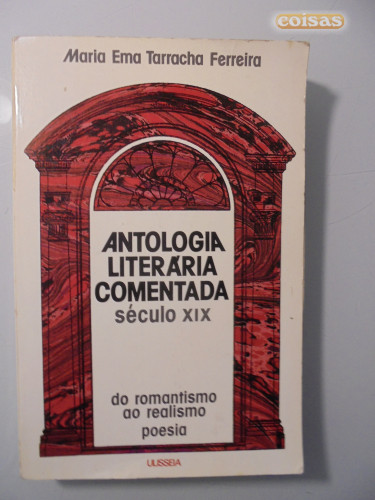 coisas
Maria Ema Tarracha Ferreira
ANTOLOGIA
LITERÁRIA
COMENTADA
século XIX
do romantismo
ao realismo
poesia
ULISSEIA